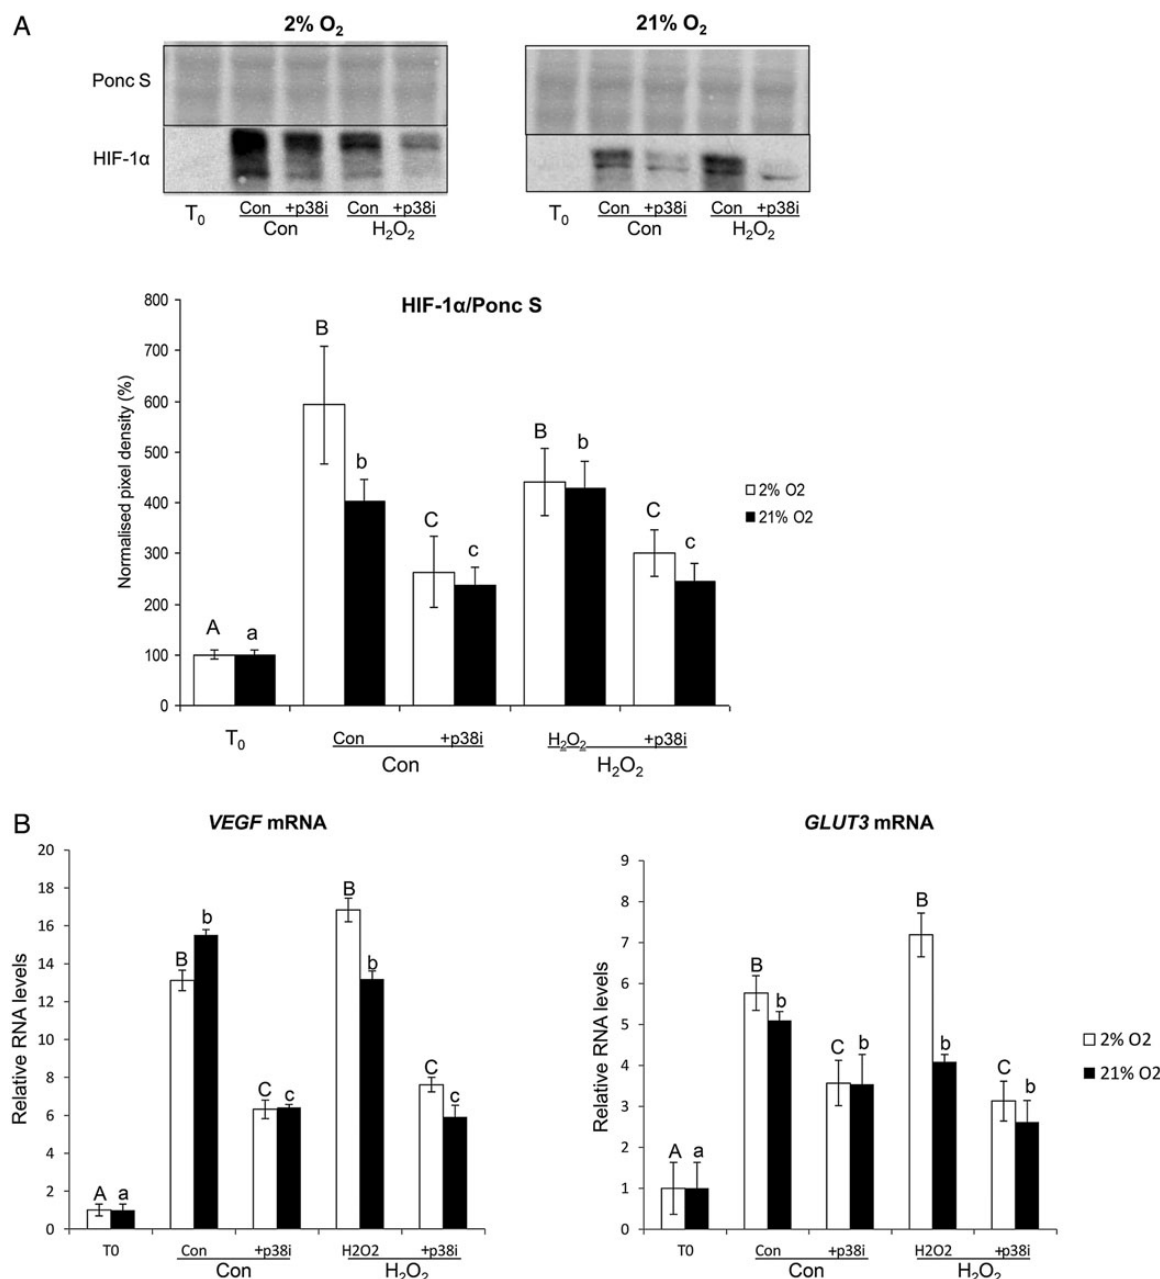 A
2% O₂
21% O₂
Ponc S
HIF-1α
T₀
Con +p38i Con +p38i
Con H₂O₂
T₀
Con +p38i Con +p38i
Con H₂O₂
HIF-1α/Ponc S
Normalised pixel density (%)
800
700
600
500
400
300
200
100
0
A a B b C c B b C c
2% O2
21% O2
T₀ Con +p38i H₂O₂ +p38i
Con H₂O₂
B
VEGF mRNA
Relative RNA levels
20
18
16
14
12
10
8
6
4
2
0
A a B b C c B b C c
T0 Con +p38i H2O2 +p38i
Con H₂O₂
GLUT3 mRNA
Relative RNA levels
9
8
7
6
5
4
3
2
1
0
A a B b C b B b C b
T0 Con +p38i H2O2 +p38i
Con H₂O₂
2% O2
21% O2